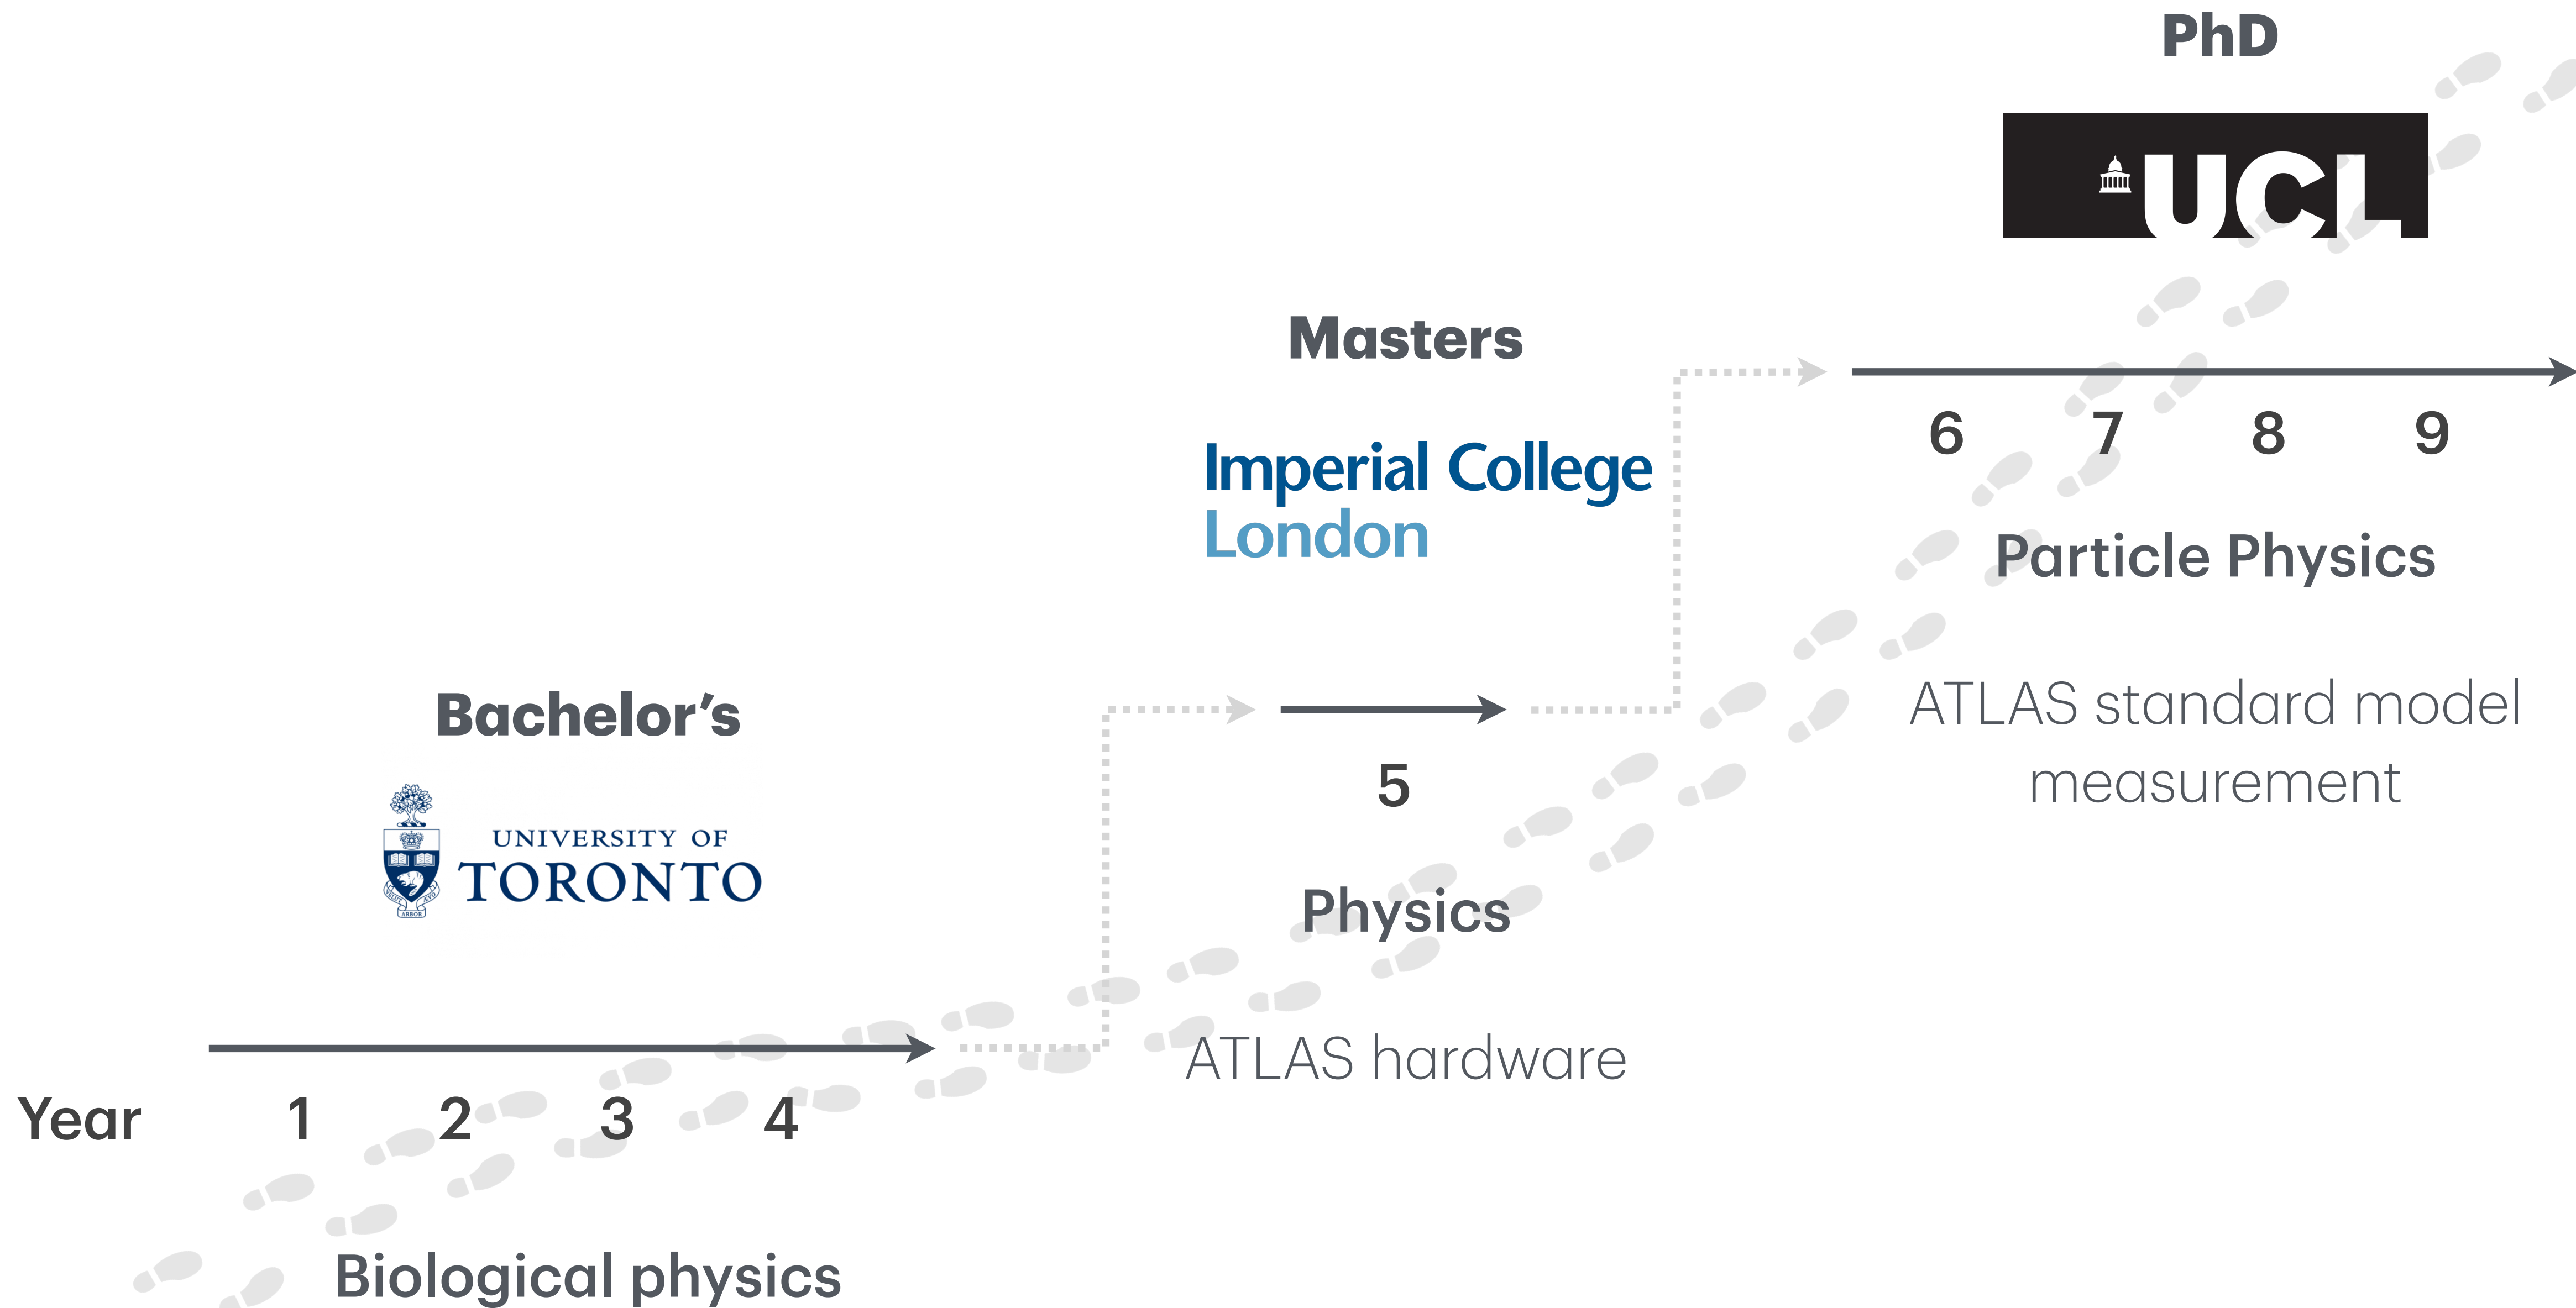 PhD
UCL
Masters
Imperial College
London
6 7 8 9
Particle Physics
ATLAS standard model
measurement
Bachelor's
5
UNIVERSITY OF
TORONTO
ARBOR
Physics
ATLAS hardware
Year 1 2 3 4
Biological physics